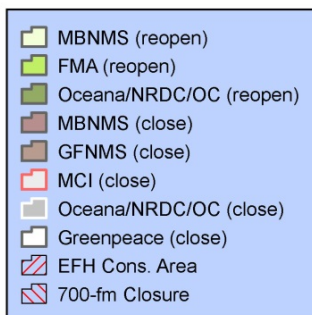 MBNMS (reopen)
FMA (reopen)
Oceana/NRDC/OC (reopen)
MBNMS (close)
GFNMS (close)
MCI (close)
Oceana/NRDC/OC (close)
Greenpeace (close)
EFH Cons. Area
700-fm Closure